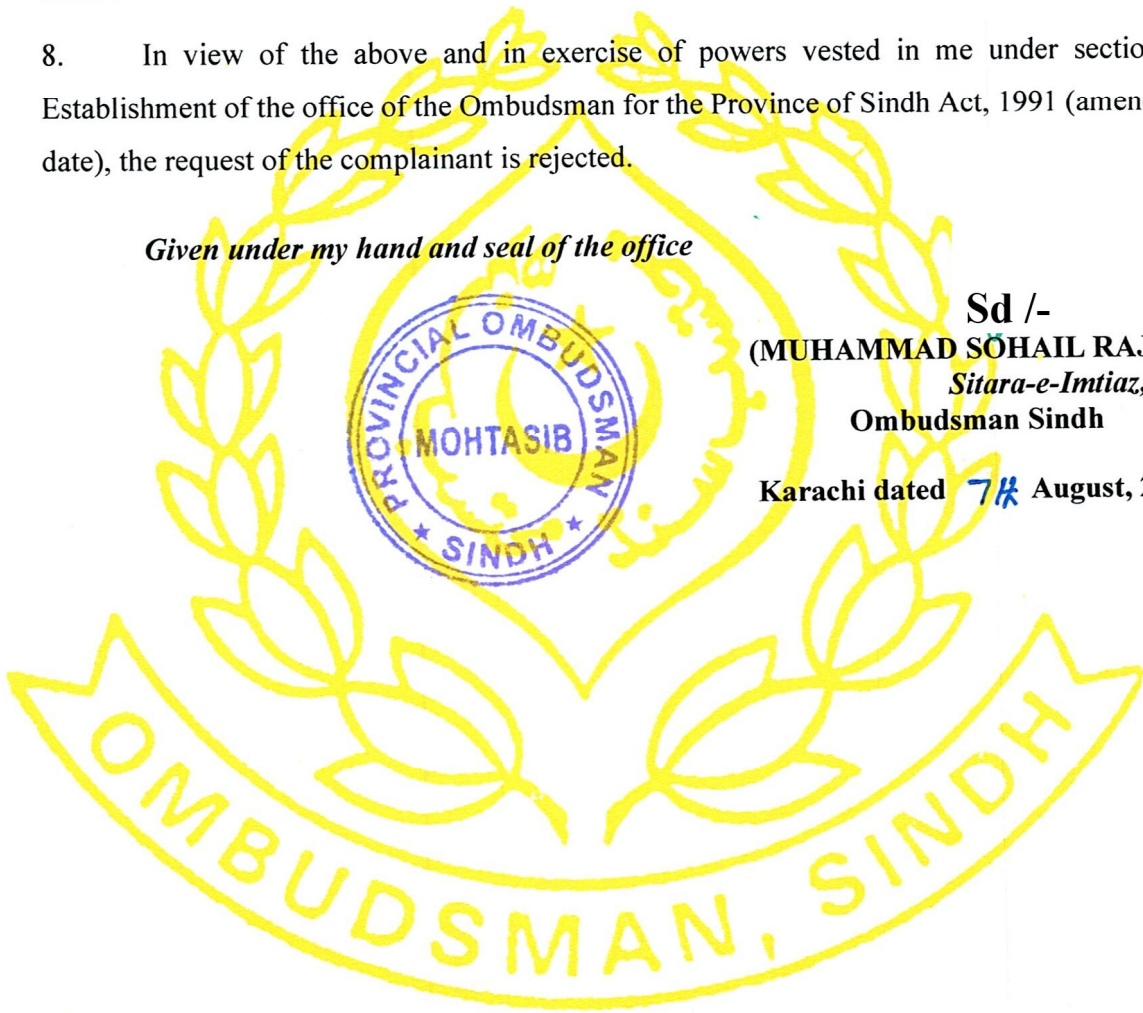 8. In view of the above and in exercise of powers vested in me under sectio
Establishment of the office of the Ombudsman for the Province of Sindh Act, 1991 (amen
date), the request of the complainant is rejected.
Given under my hand and seal of the office
Sd /-
(MUHAMMAD SOHAIL RAJ
Sitara-e-Imtiaz,
Ombudsman Sindh
Karachi dated 7th August,
PROVINCIAL OMBUDSMAN
MOHTASIB
★ SINDH ★
OMBUDSMAN, SINDH